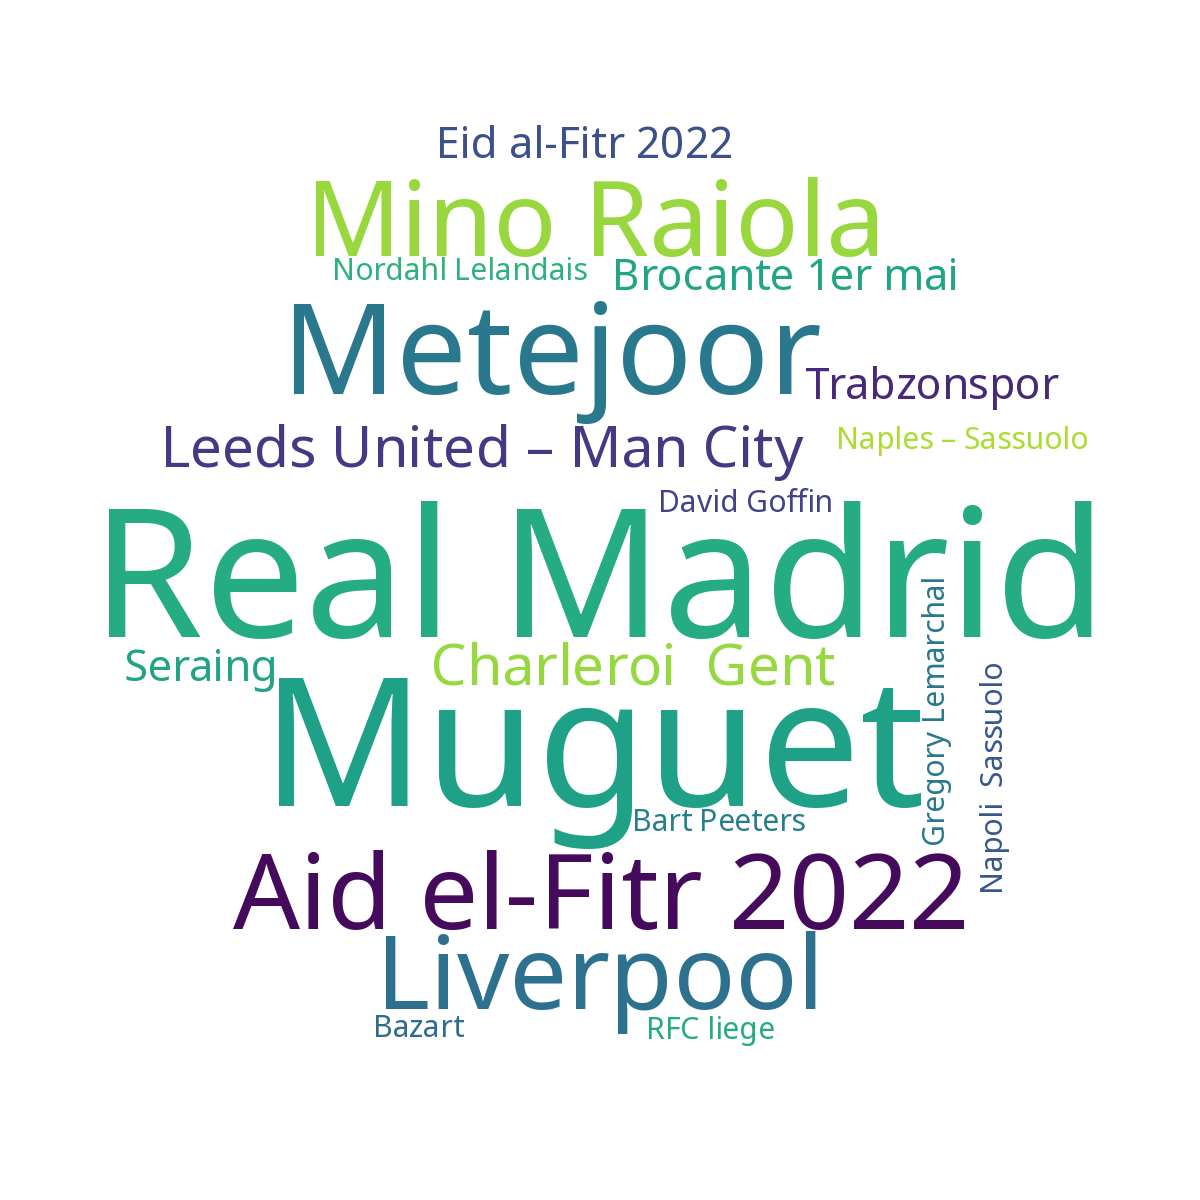 Eid al-Fitr 2022
Mino Raiola
Nordahl Lelandais
Brocante 1er mai
Metejoor
Trabzonspor
Leeds United – Man City
Naples – Sassuolo
David Goffin
Real Madrid
Seraing
Charleroi Gent
Muguet
Gregory Lemarchal
Napoli Sassuolo
Bart Peeters
Aid el-Fitr 2022
Liverpool
Bazart
RFC liege